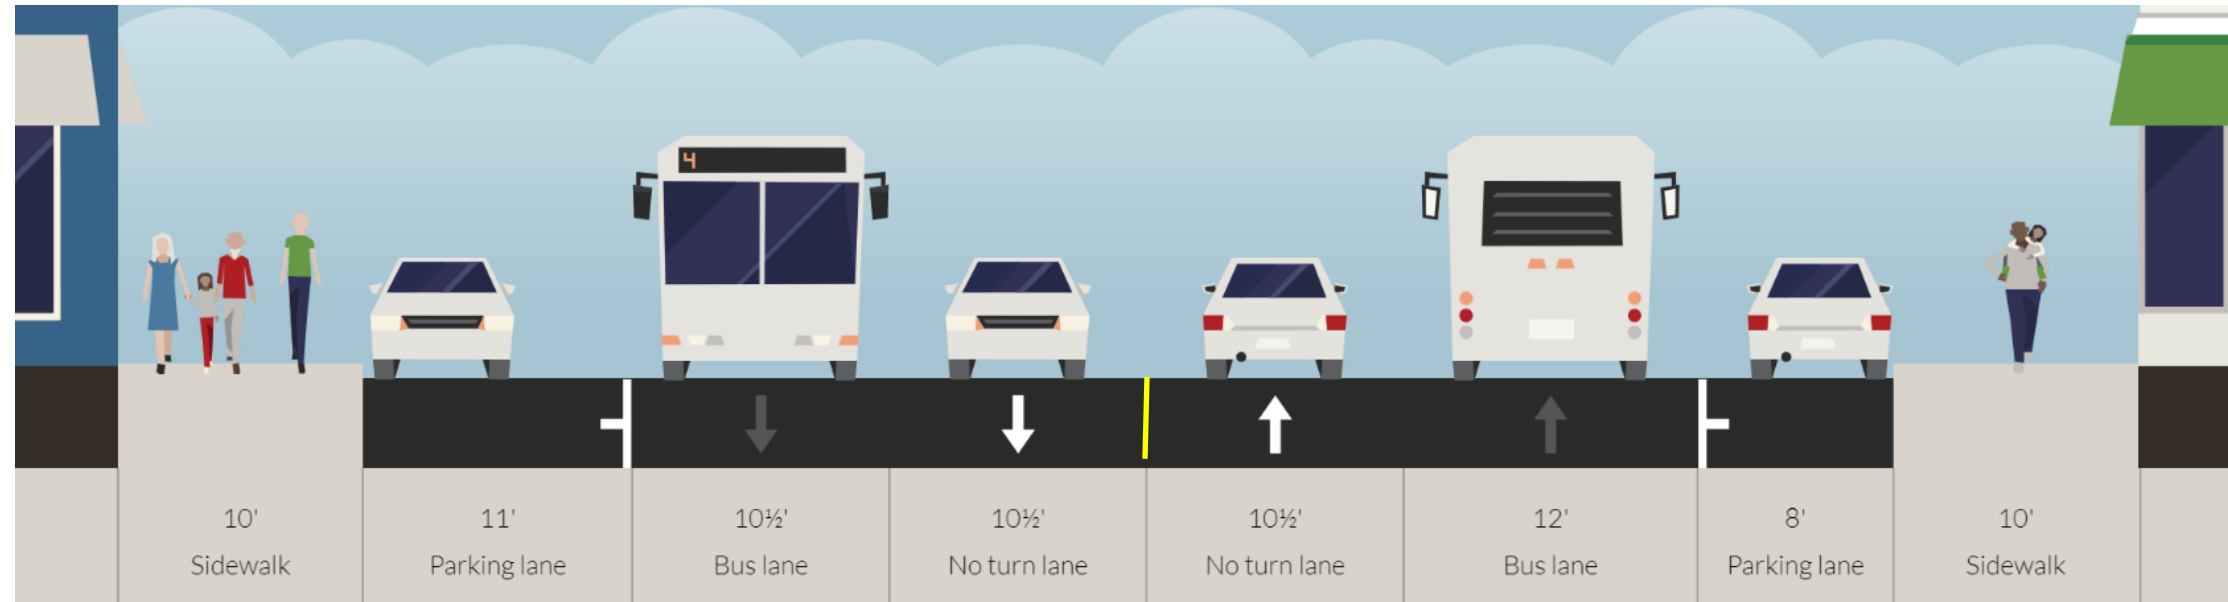 4
10' 11' 10½' 10½' 10½' 12' 8' 10'
Sidewalk Parking lane Bus lane No turn lane No turn lane Bus lane Parking lane Sidewalk